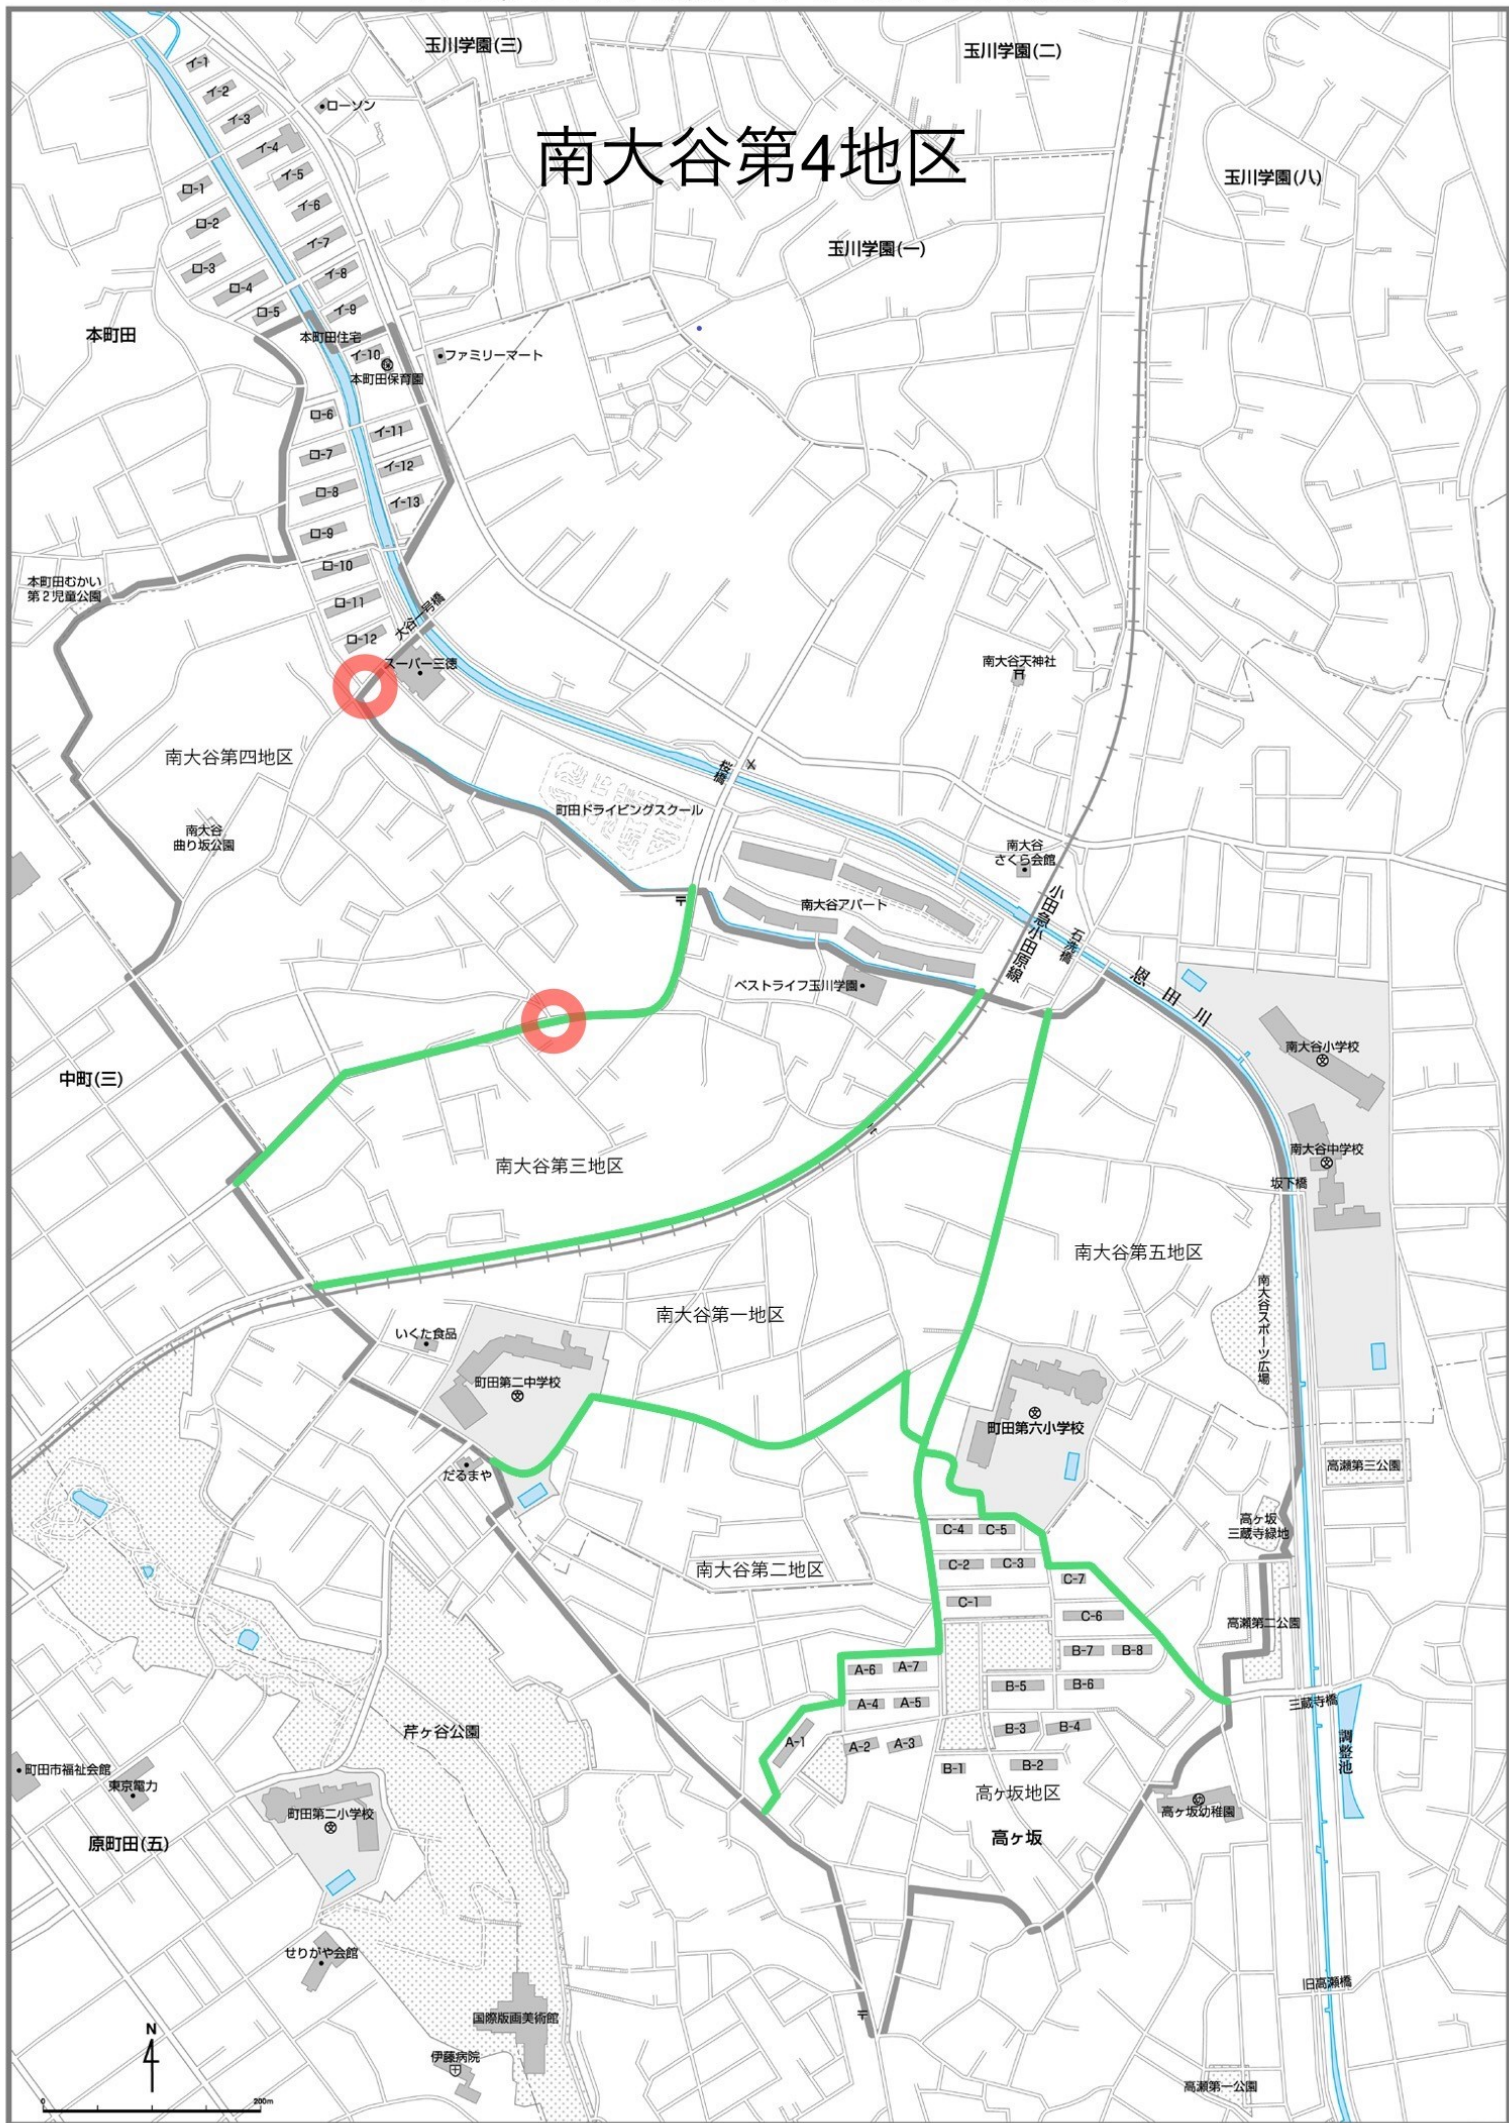 玉川学園(三)
玉川学園(二)
イ-1
イ-2
ローソン
イ-3
南大谷第4地区
イ-4
イ-5
玉川学園(八)
ロ-1
イ-6
ロ-2
イ-7
玉川学園(一)
ロ-3
イ-8
ロ-4
イ-9
ロ-5
本町田
本町田住宅
イ-10
ファミリーマート
本町田保育園
ロ-6
イ-11
ロ-7
イ-12
ロ-8
イ-13
ロ-9
ロ-10
本町田むかい
第2児童公園
ロ-11
大谷一号橋
ロ-12
スーパー三徳
南大谷天神社
南大谷第四地区
桜橋
町田ドライビングスクール
南大谷
曲り坂公園
南大谷
さくら会館
南大谷アパート
小田急小田原線
石井橋
ベストライフ玉川学園
恩田川
南大谷小学校
中町(三)
南大谷中学校
南大谷第三地区
坂下橋
南大谷第五地区
南大谷第一地区
南大谷スポーツ広場
いくた食品
町田第二中学校
文
町田第六小学校
だるまや
高瀬第三公園
高ヶ坂
三蔵寺緑地
C-4
C-5
南大谷第二地区
C-2
C-3
C-7
C-1
C-6
高瀬第二公園
B-7
B-8
A-6
A-7
B-5
B-6
A-4
A-5
三蔵寺橋
芹ヶ谷公園
B-3
B-4
A-1
A-2
A-3
調整池
町田市福祉会館
B-1
B-2
東京電力
高ヶ坂地区
町田第二小学校
高ヶ坂幼稚園
原町田(五)
高ヶ坂
せりがや会館
旧高瀬橋
国際版画美術館
N
伊藤病院
高瀬第一公園
0
200m